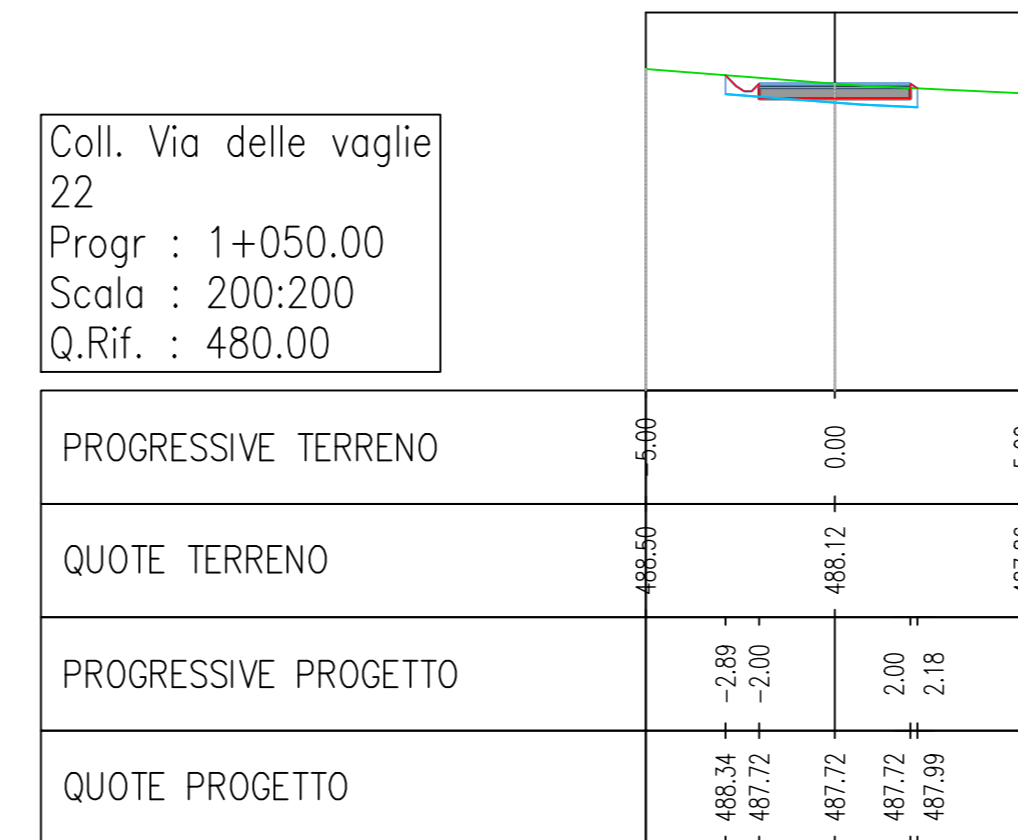 Coll. Via delle vaglie
22
Progr : 1+050.00
Scala : 200:200
Q.Rif. : 480.00
PROGRESSIVE TERRENO -5.00 0.00
QUOTE TERRENO 488.50 488.12
PROGRESSIVE PROGETTO -2.89 -2.00 2.00 2.18
QUOTE PROGETTO 488.34 487.72 487.72 487.72 487.99